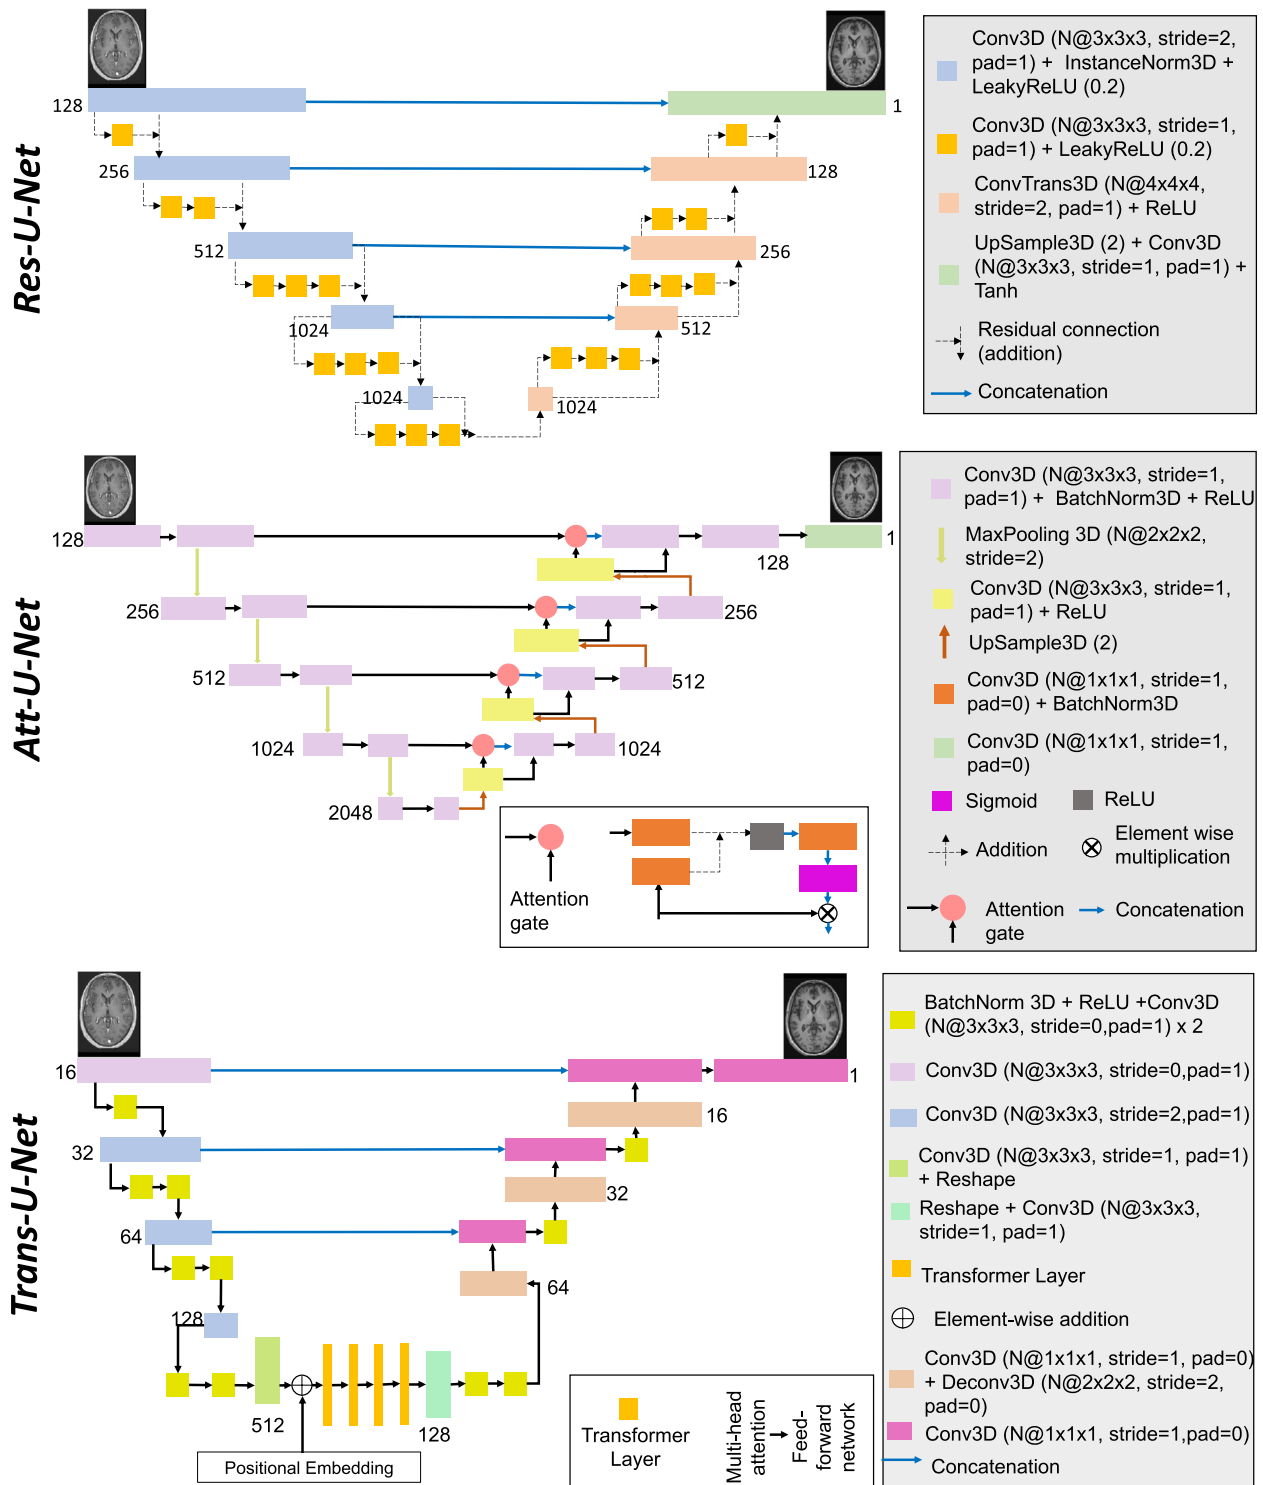 Res-U-Net
128
1
256
128
512
256
1024
512
1024
1024
Conv3D (N@3x3x3, stride=2,
pad=1) + InstanceNorm3D +
LeakyReLU (0.2)
Conv3D (N@3x3x3, stride=1,
pad=1) + LeakyReLU (0.2)
ConvTrans3D (N@4x4x4,
stride=2, pad=1) + ReLU
UpSample3D (2) + Conv3D
(N@3x3x3, stride=1, pad=1) +
Tanh
Residual connection
(addition)
Concatenation
Att-U-Net
128
128
1
256
256
512
512
1024
1024
2048
Attention
gate
Conv3D (N@3x3x3, stride=1,
pad=1) + BatchNorm3D + ReLU
MaxPooling 3D (N@2x2x2,
stride=2)
Conv3D (N@3x3x3, stride=1,
pad=1) + ReLU
UpSample3D (2)
Conv3D (N@1x1x1, stride=1,
pad=0) + BatchNorm3D
Conv3D (N@1x1x1, stride=1,
pad=0)
Sigmoid
ReLU
Addition
Element wise
multiplication
Attention
gate
Concatenation
Trans-U-Net
16
1
16
32
32
64
64
128
512
128
Positional Embedding
Transformer
Layer
Multi-head
attention
Feed-
forward
network
BatchNorm 3D + ReLU +Conv3D
(N@3x3x3, stride=0,pad=1) x 2
Conv3D (N@3x3x3, stride=0,pad=1)
Conv3D (N@3x3x3, stride=2,pad=1)
Conv3D (N@3x3x3, stride=1, pad=1)
+ Reshape
Reshape + Conv3D (N@3x3x3,
stride=1, pad=1)
Transformer Layer
Element-wise addition
Conv3D (N@1x1x1, stride=1, pad=0)
+ Deconv3D (N@2x2x2, stride=2,
pad=0)
Conv3D (N@1x1x1, stride=1,pad=0)
Concatenation